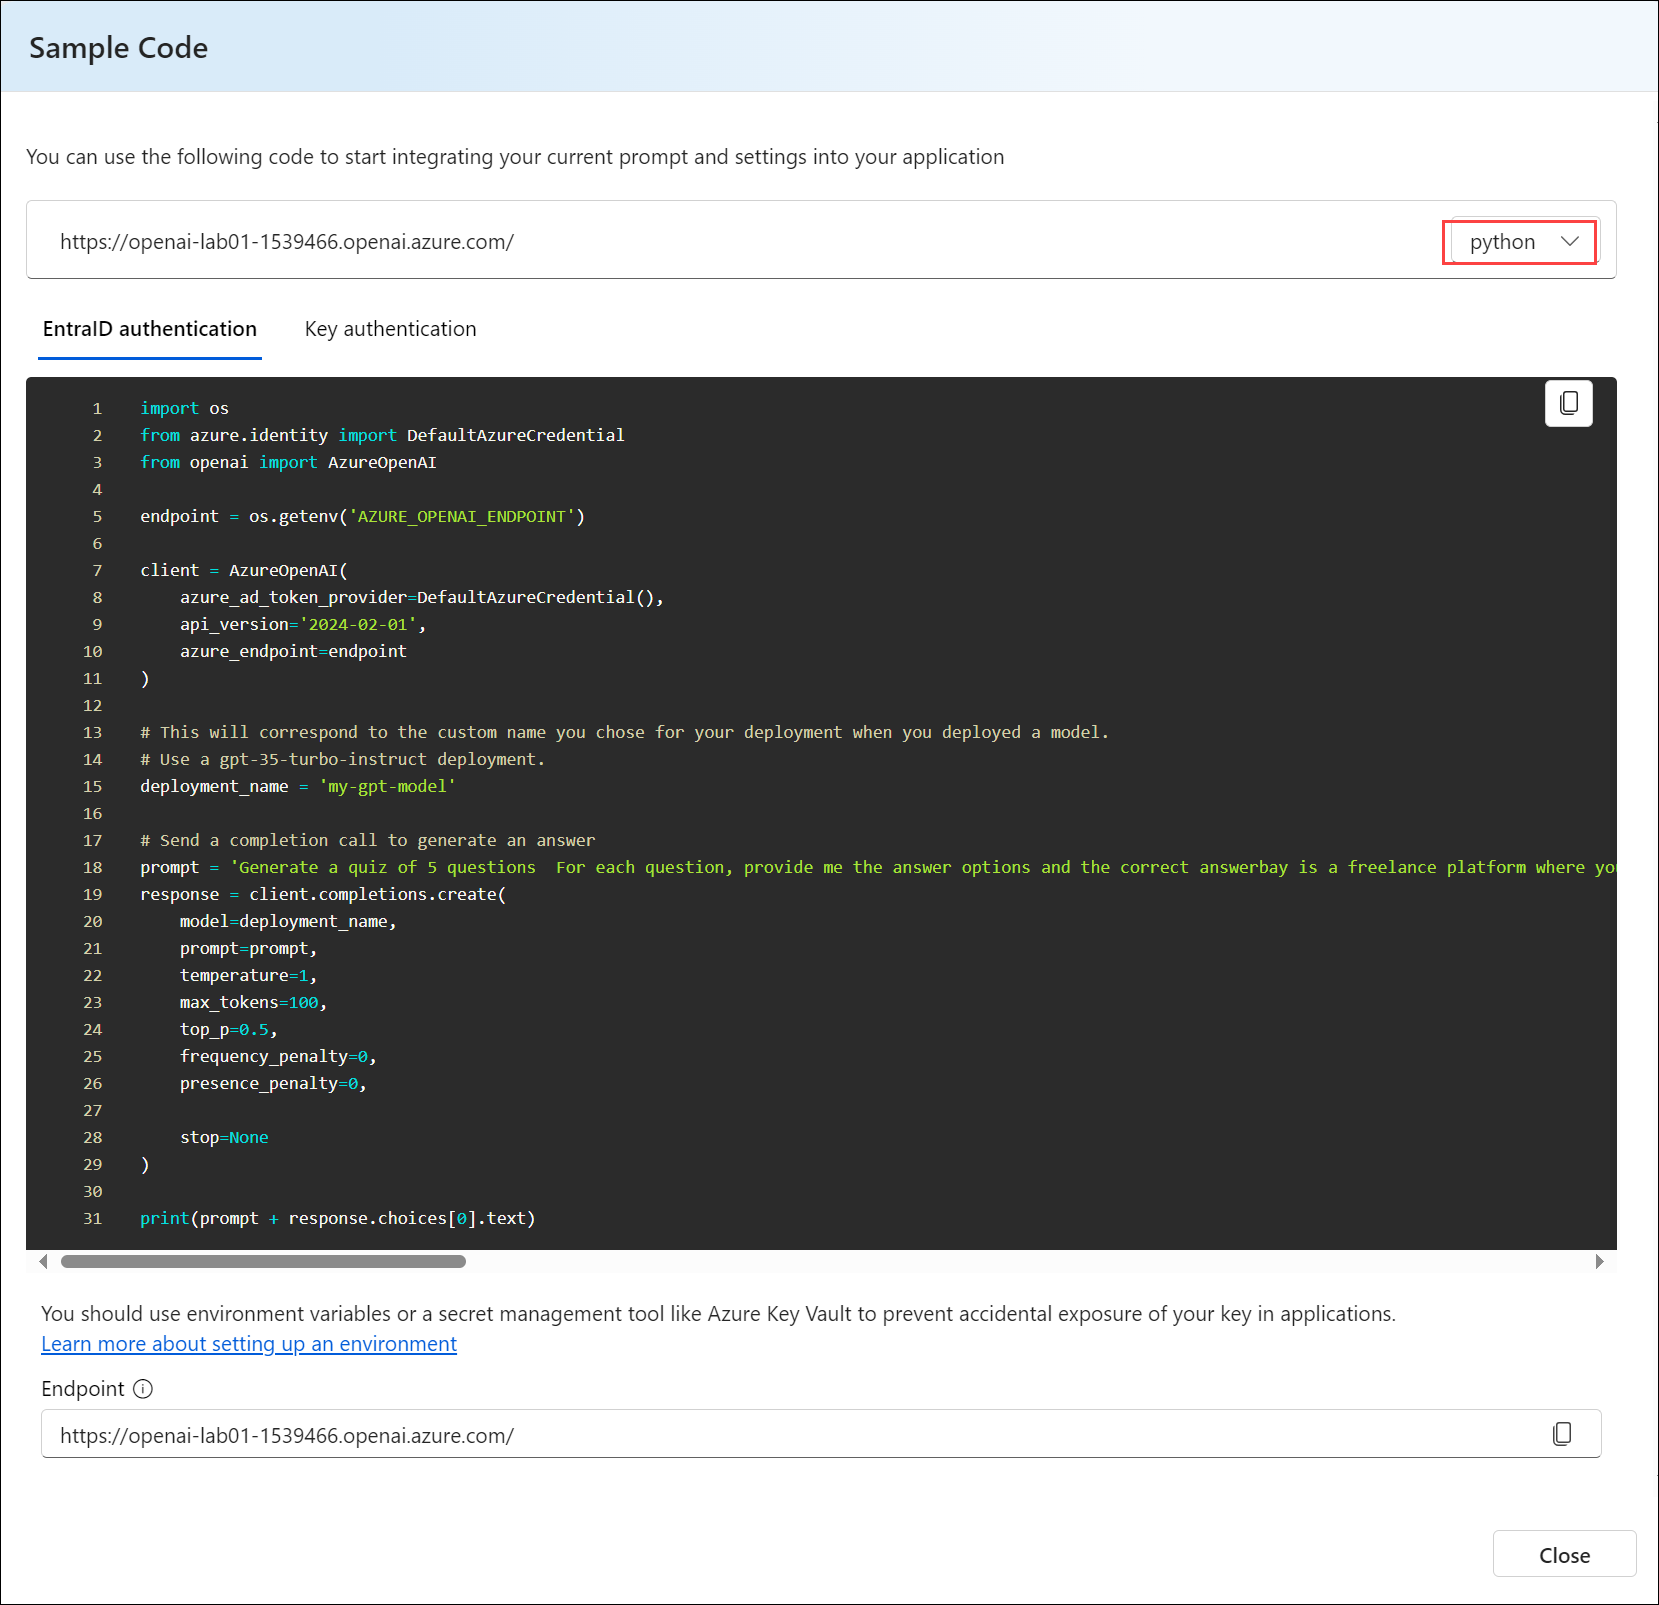 Sample Code
You can use the following code to start integrating your current prompt and settings into your application
https://openai-lab01-1539466.openai.azure.com/
python
EntraID authentication
Key authentication
1 import os
2 from azure.identity import DefaultAzureCredential
3 from openai import AzureOpenAI
4
5 endpoint = os.getenv('AZURE_OPENAI_ENDPOINT')
6
7 client = AzureOpenAI(
8     azure_ad_token_provider=DefaultAzureCredential(),
9     api_version='2024-02-01',
10     azure_endpoint=endpoint
11 )
12
13 # This will correspond to the custom name you chose for your deployment when you deployed a model.
14 # Use a gpt-35-turbo-instruct deployment.
15 deployment_name = 'my-gpt-model'
16
17 # Send a completion call to generate an answer
18 prompt = 'Generate a quiz of 5 questions  For each question, provide me the answer options and the correct answerbay is a freelance platform where
19 response = client.completions.create(
20     model=deployment_name,
21     prompt=prompt,
22     temperature=1,
23     max_tokens=100,
24     top_p=0.5,
25     frequency_penalty=0,
26     presence_penalty=0,
27
28     stop=None
29 )
30
31 print(prompt + response.choices[0].text)
You should use environment variables or a secret management tool like Azure Key Vault to prevent accidental exposure of your key in applications.
Learn more about setting up an environment
Endpoint
https://openai-lab01-1539466.openai.azure.com/
Close